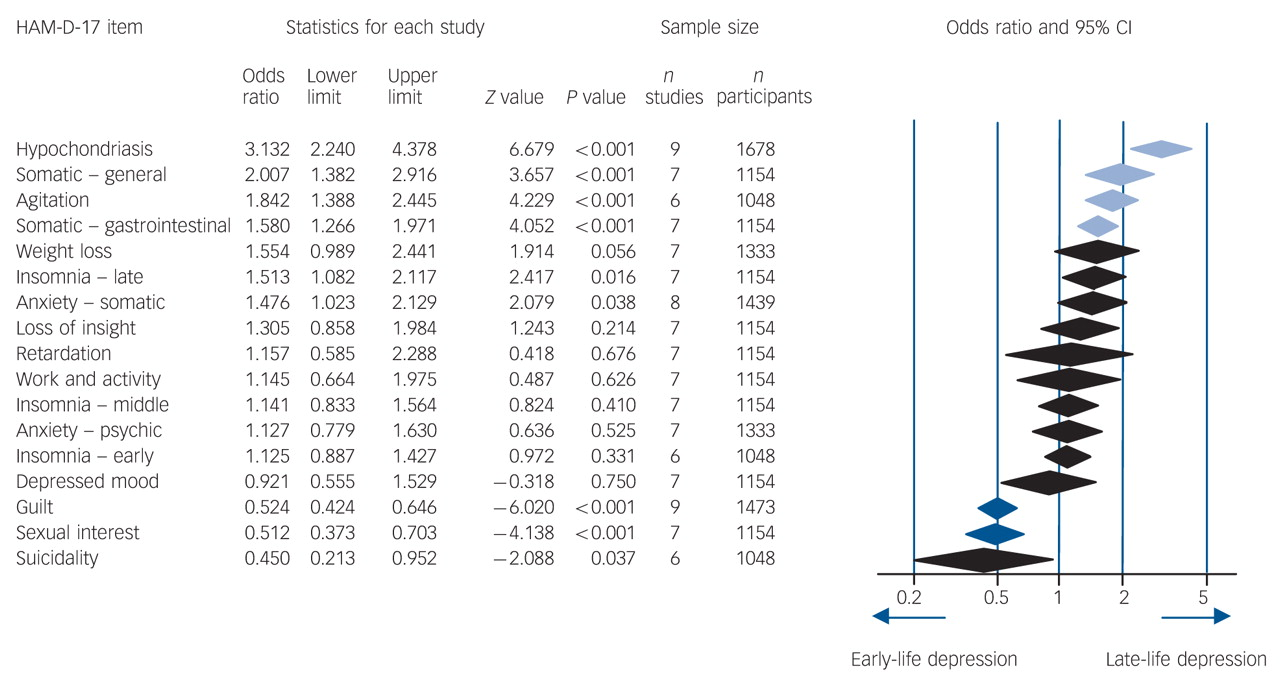 HAM-D-17 item Statistics for each study Sample size Odds ratio and 95% CI
Odds ratio Lower limit Upper limit Z value P value n studies n participants
Hypochondriasis 3.132 2.240 4.378 6.679 <0.001 9 1678
Somatic – general 2.007 1.382 2.916 3.657 <0.001 7 1154
Agitation 1.842 1.388 2.445 4.229 <0.001 6 1048
Somatic – gastrointestinal 1.580 1.266 1.971 4.052 <0.001 7 1154
Weight loss 1.554 0.989 2.441 1.914 0.056 7 1333
Insomnia – late 1.513 1.082 2.117 2.417 0.016 7 1154
Anxiety – somatic 1.476 1.023 2.129 2.079 0.038 8 1439
Loss of insight 1.305 0.858 1.984 1.243 0.214 7 1154
Retardation 1.157 0.585 2.288 0.418 0.676 7 1154
Work and activity 1.145 0.664 1.975 0.487 0.626 7 1154
Insomnia – middle 1.141 0.833 1.564 0.824 0.410 7 1154
Anxiety – psychic 1.127 0.779 1.630 0.636 0.525 7 1333
Insomnia – early 1.125 0.887 1.427 0.972 0.331 6 1048
Depressed mood 0.921 0.555 1.529 −0.318 0.750 7 1154
Guilt 0.524 0.424 0.646 −6.020 <0.001 9 1473
Sexual interest 0.512 0.373 0.703 −4.138 <0.001 7 1154
Suicidality 0.450 0.213 0.952 −2.088 0.037 6 1048
0.2 0.5 1 2 5
Early-life depression Late-life depression